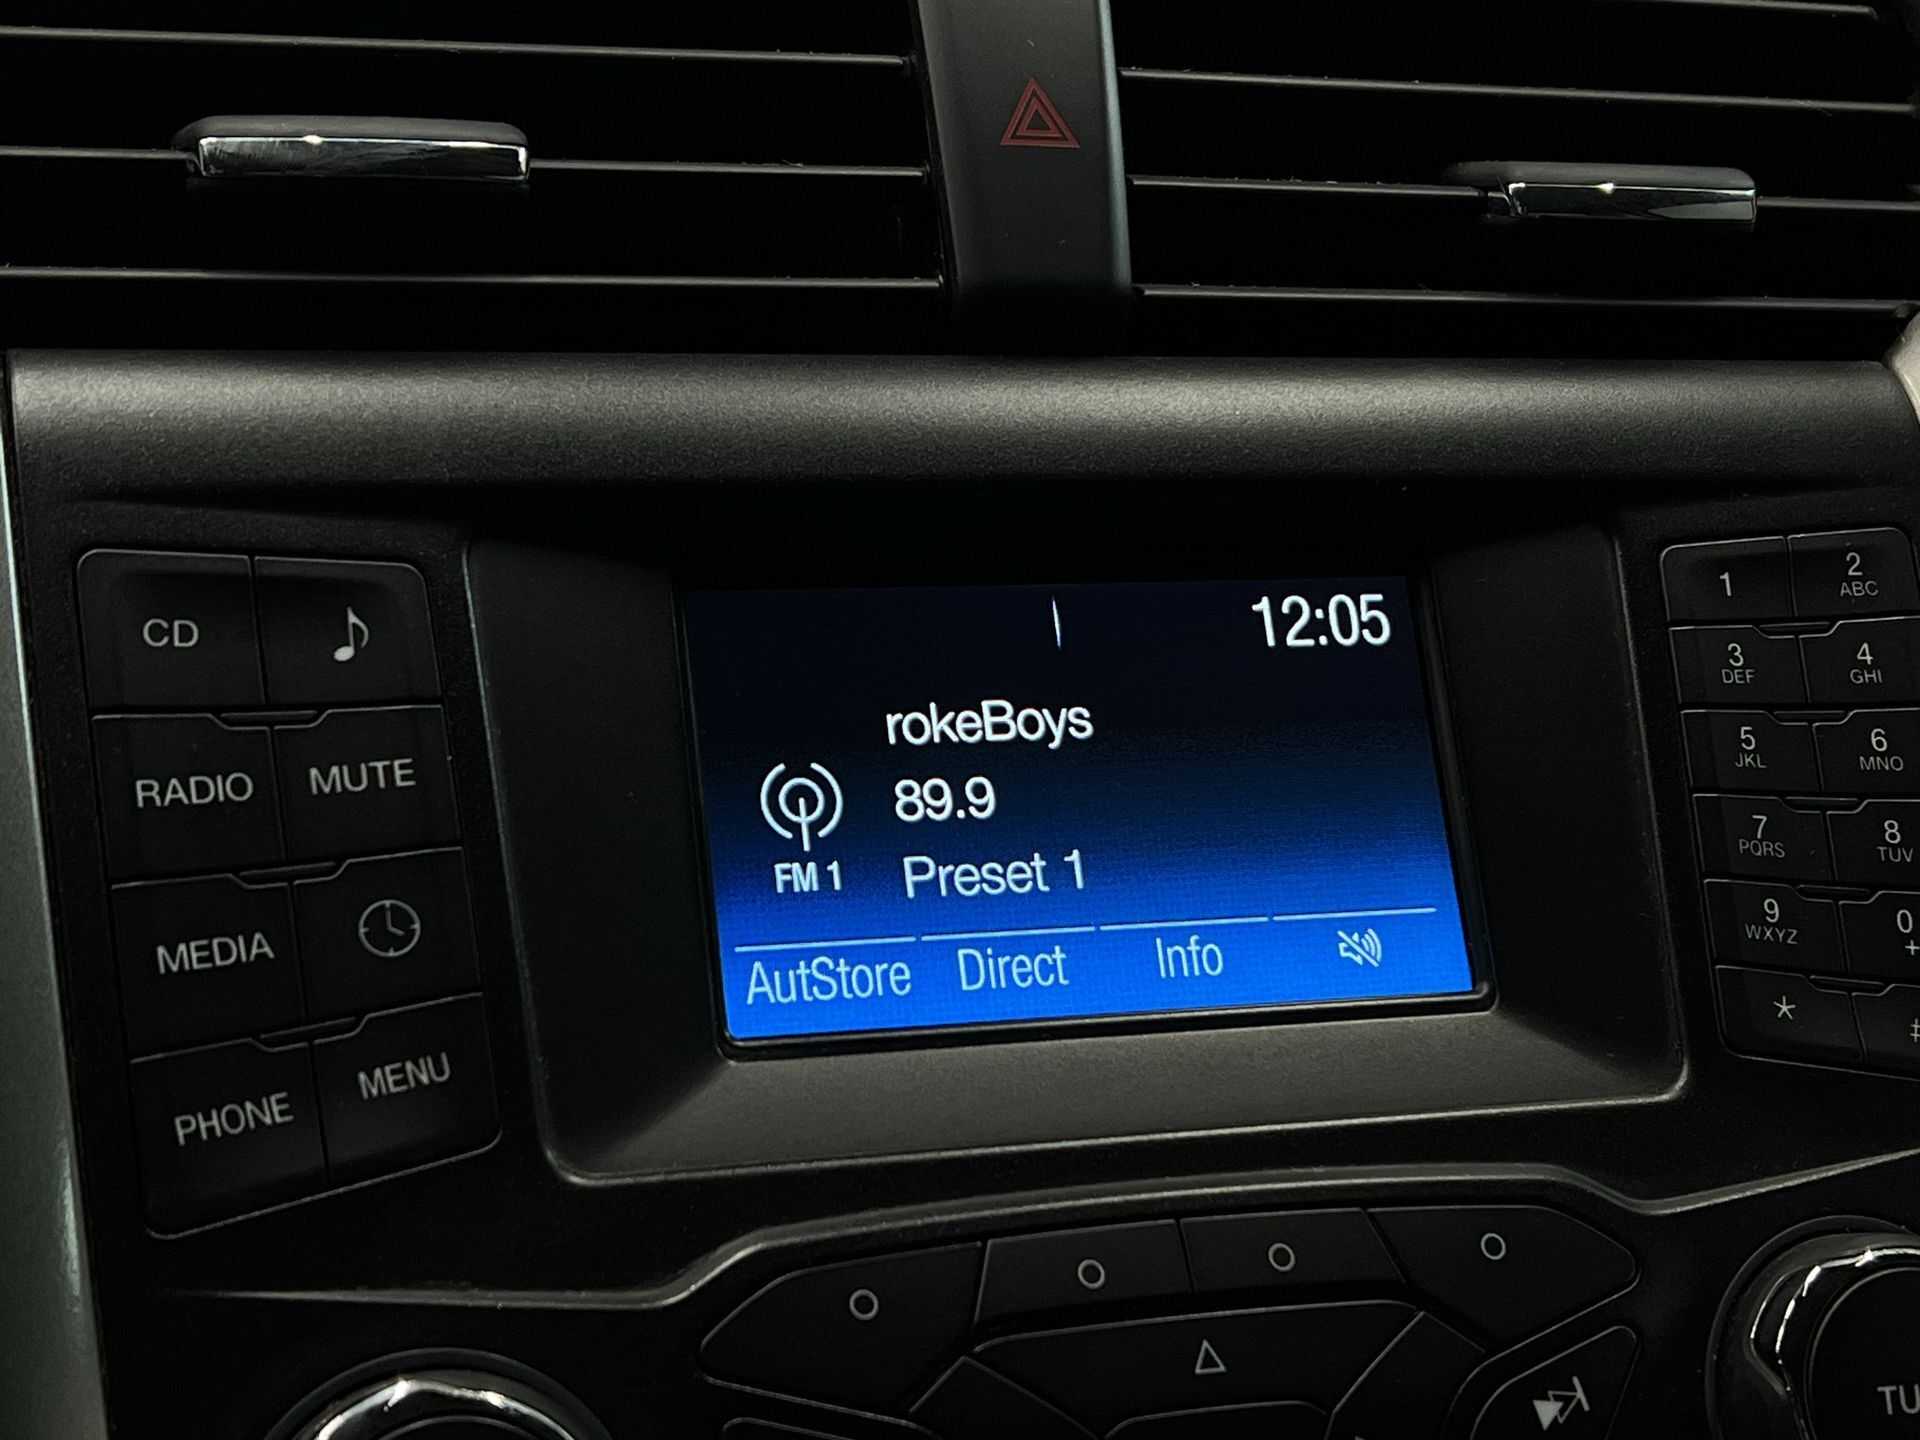 12:05
rokeBoys
89.9
FM 1
Preset 1
AutStore
Direct
Info
CD
RADIO
MUTE
MEDIA
PHONE
MENU
1
2
ABC
3
DEF
4
GHI
5
JKL
6
MNO
7
PQRS
8
TUV
9
WXYZ
0
+
*
TU